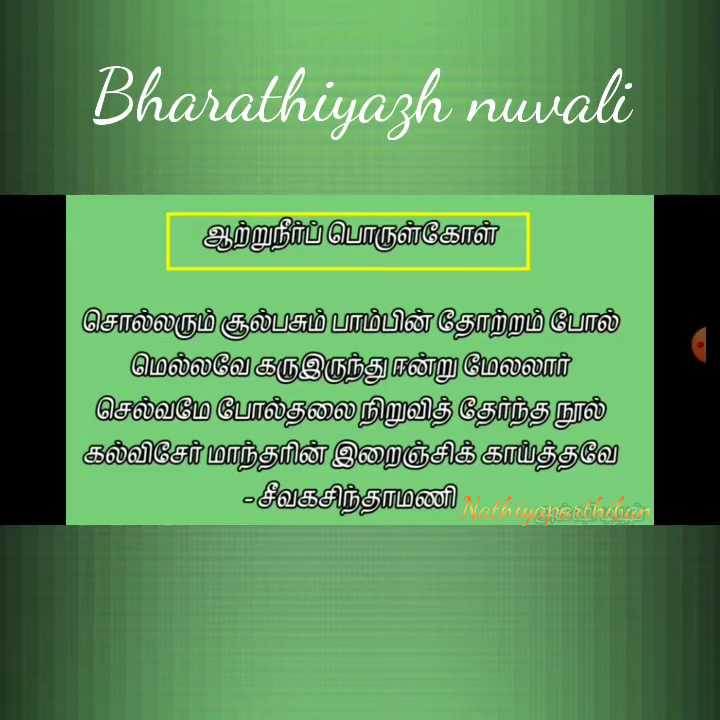 Bharathiyazh nuvali
ஆற்றுநீர்ப் பொருள்கோள்
சொல்லரும் சூல்பசும் பாம்பின் தோற்றம் போல்
மெல்லவே கருஇருந்து ஈன்று மேலலார்
செல்வமே போல்தலை நிறுவித் தேர்ந்த நூல்
கல்விசேர் மாந்தரின் இறைஞ்சிக் காய்த்தவே
- சீவகசிந்தாமணி
Nathiyaparthiban